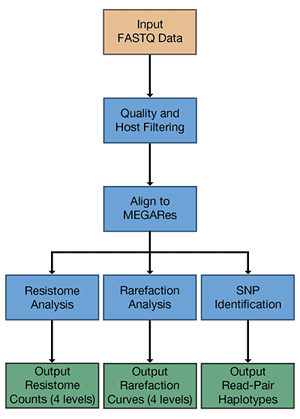 Input
FASTQ Data
Quality and
Host Filtering
Align to
MEGARes
Resistome
Analysis
Rarefaction
Analysis
SNP
Identification
Output
Resistome
Counts (4 levels)
Output
Rarefaction
Curves (4 levels)
Output
Read-Pair
Haplotypes